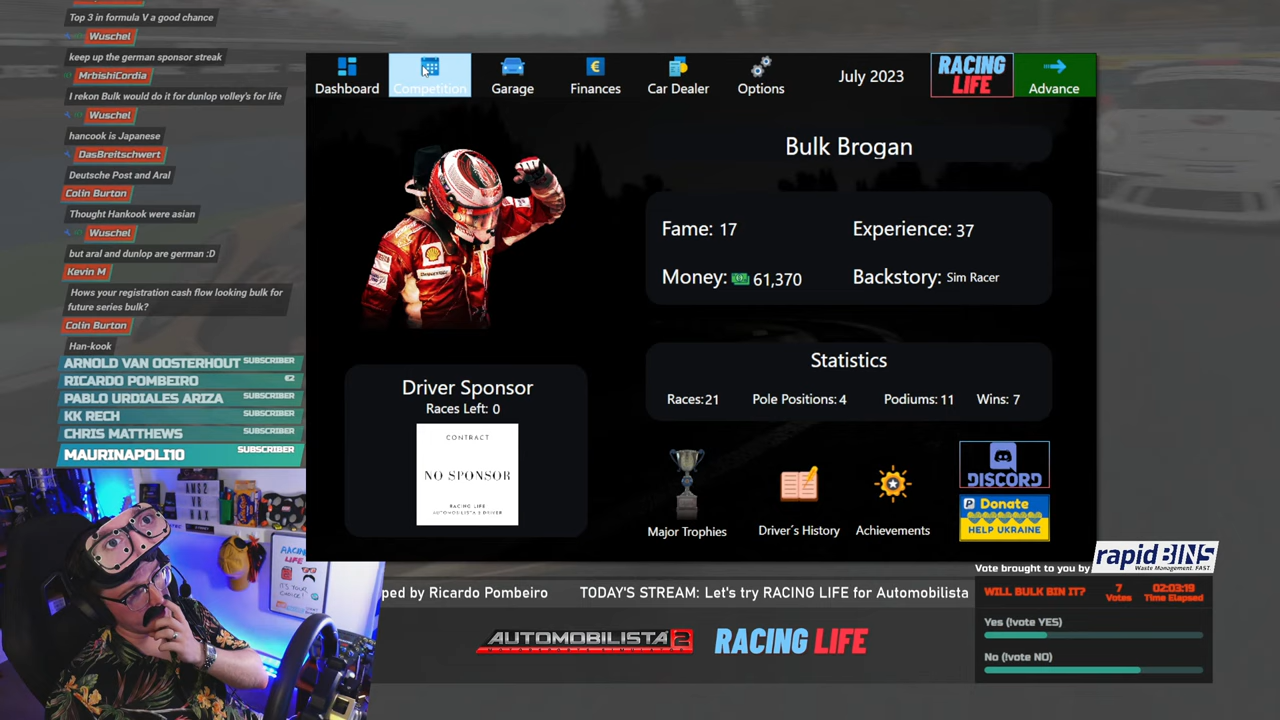 Top 3 in formula V a good chance
Wuschel
keep up the german sponsor streak
MrbishiCordia
I rekon Bulk would do it for dunlop volley's for life
Wuschel
hancook is Japanese
DasBreitschwert
Deutsche Post and Aral
Colin Burton
Thought Hankook were asian
Wuschel
but aral and dunlop are german :D
Kevin M
Hows your registration cash flow looking bulk for
future series bulk?
Colin Burton
Han-kook
ARNOLD VAN OOSTERHOUT SUBSCRIBER
RICARDO POMBEIRO €2
PABLO URDIALES ARIZA SUBSCRIBER
KK RECH SUBSCRIBER
CHRIS MATTHEWS SUBSCRIBER
MAURINAPOLI10 SUBSCRIBER
Dashboard
Competition
Garage
Finances
Car Dealer
Options
July 2023
RACING
LIFE
Advance
Bulk Brogan
Fame: 17
Experience: 37
Money: 61,370
Backstory: Sim Racer
Driver Sponsor
Races Left: 0
CONTRACT
NO SPONSOR
RACING LIFE
AUTOMOBILISTA 2 DRIVER
Statistics
Races:21
Pole Positions: 4
Podiums: 11
Wins: 7
Major Trophies
Driver´s History
Achievements
DISCORD
Donate
HELP UKRAINE
RACING
LIFE
IT'S YOUR
CHOICE!
Vote brought to you by
rapid BINS
Waste Management. FAST.
WILL BULK BIN IT?
7
Votes
02:03:19
Time Elapsed
Yes (!vote YES)
No (!vote NO)
ped by Ricardo Pombeiro
TODAY'S STREAM: Let's try RACING LIFE for Automobilista
AUTOMOBILISTA 2
RACING LIFE